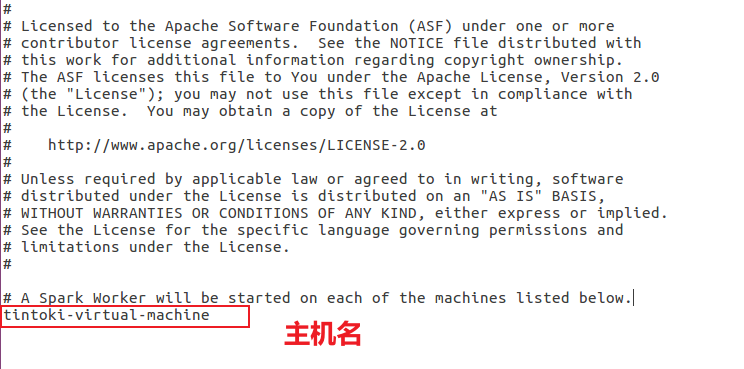 #
# Licensed to the Apache Software Foundation (ASF) under one or more
# contributor license agreements.  See the NOTICE file distributed with
# this work for additional information regarding copyright ownership.
# The ASF licenses this file to You under the Apache License, Version 2.0
# (the "License"); you may not use this file except in compliance with
# the License.  You may obtain a copy of the License at
#
#    http://www.apache.org/licenses/LICENSE-2.0
#
# Unless required by applicable law or agreed to in writing, software
# distributed under the License is distributed on an "AS IS" BASIS,
# WITHOUT WARRANTIES OR CONDITIONS OF ANY KIND, either express or implied.
# See the License for the specific language governing permissions and
# limitations under the License.
#
# A Spark Worker will be started on each of the machines listed below.
tintoki-virtual-machine
主机名